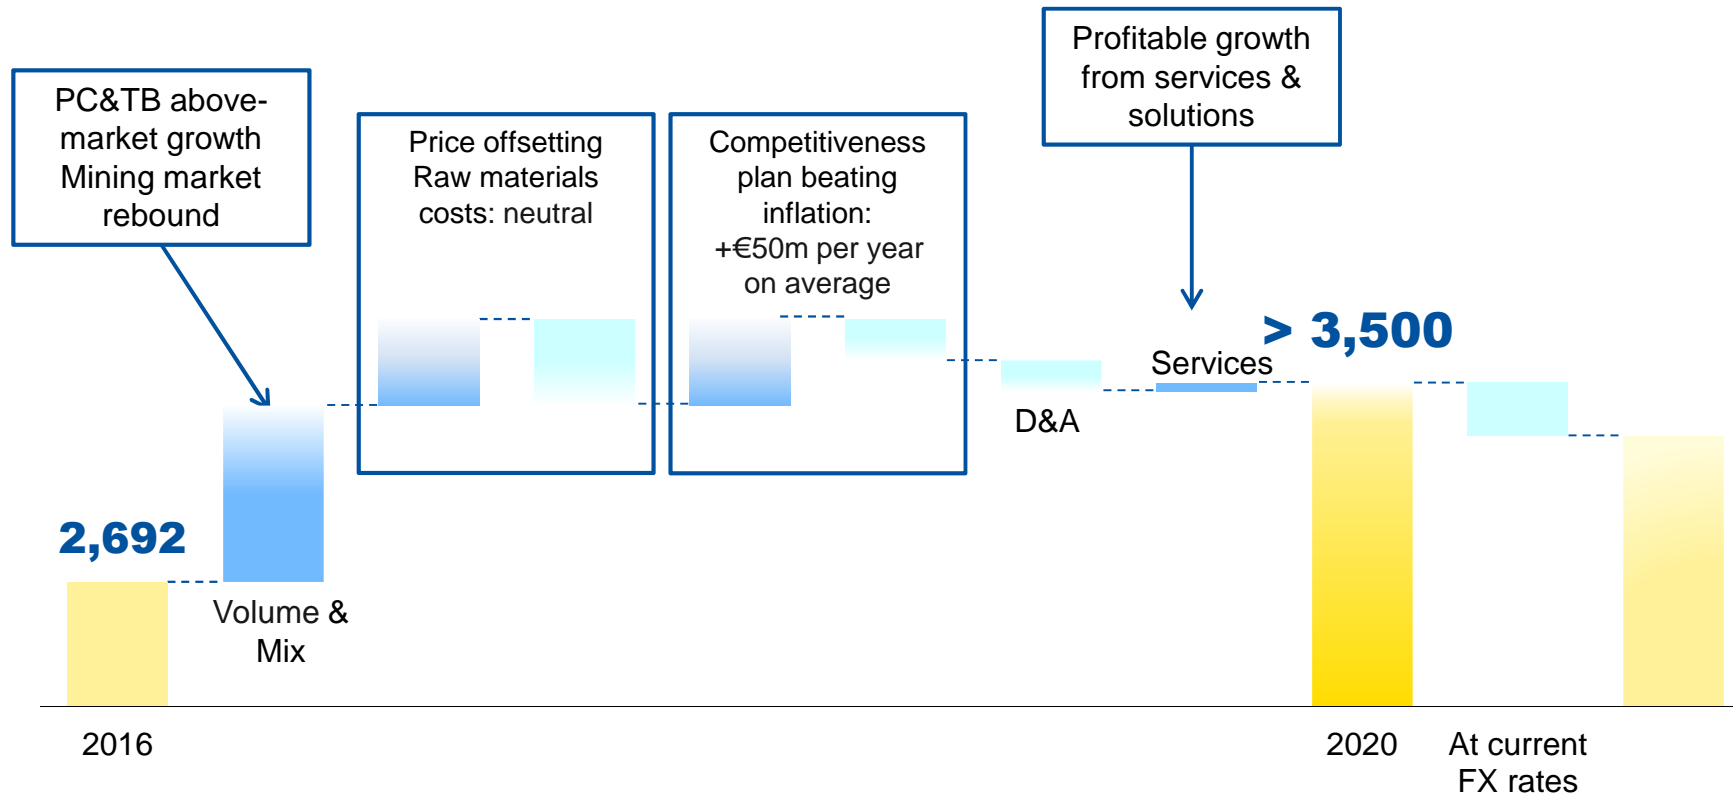 PC&TB above-
market growth
Mining market
rebound
Price offsetting
Raw materials
costs: neutral
Competitiveness
plan beating
inflation:
+€50m per year
on average
Profitable growth
from services &
solutions
2,692
Volume &
Mix
D&A
Services
> 3,500
2016
2020
At current
FX rates